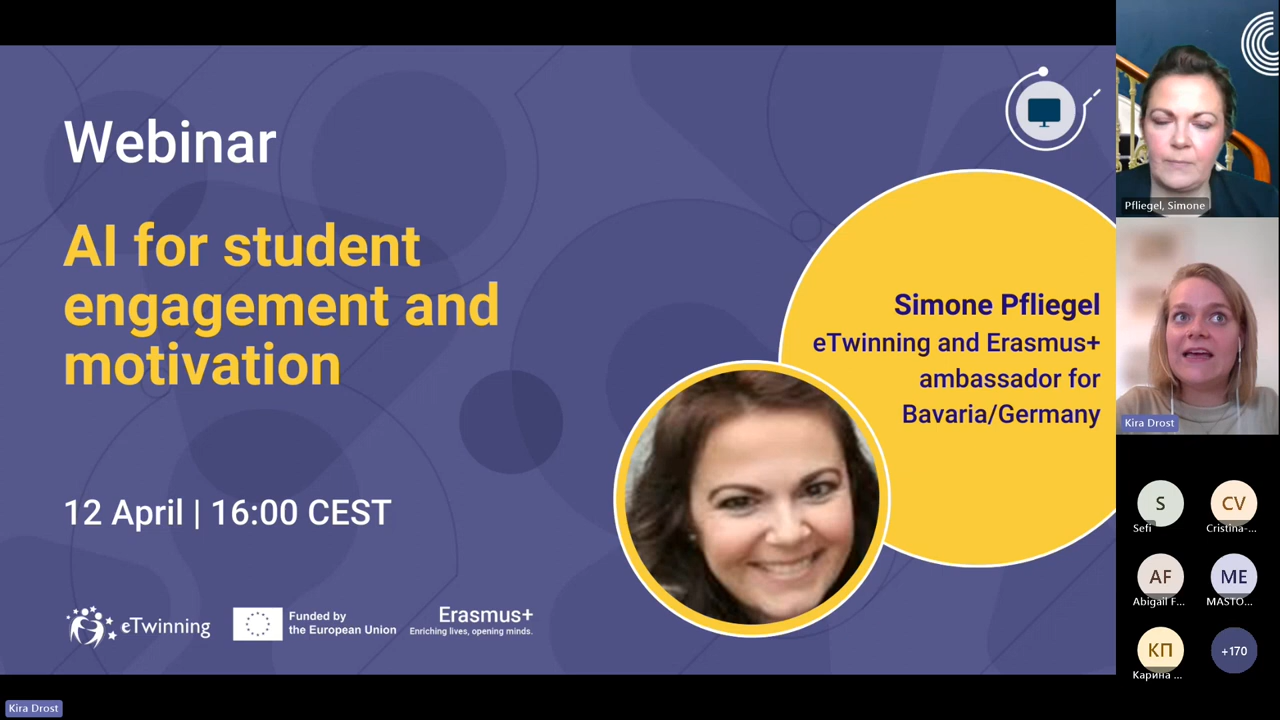 Webinar
AI for student
engagement and
motivation
12 April | 16:00 CEST
Simone Pfliegel
eTwinning and Erasmus+
ambassador for
Bavaria/Germany
eTwinning
Funded by
the European Union
Erasmus+
Enriching lives, opening minds.
Pfliegel, Simone
Kira Drost
S
Sefi
CV
Cristina-...
AF
Abigail F...
ME
MASTO...
КП
Карина ...
+170
Kira Drost